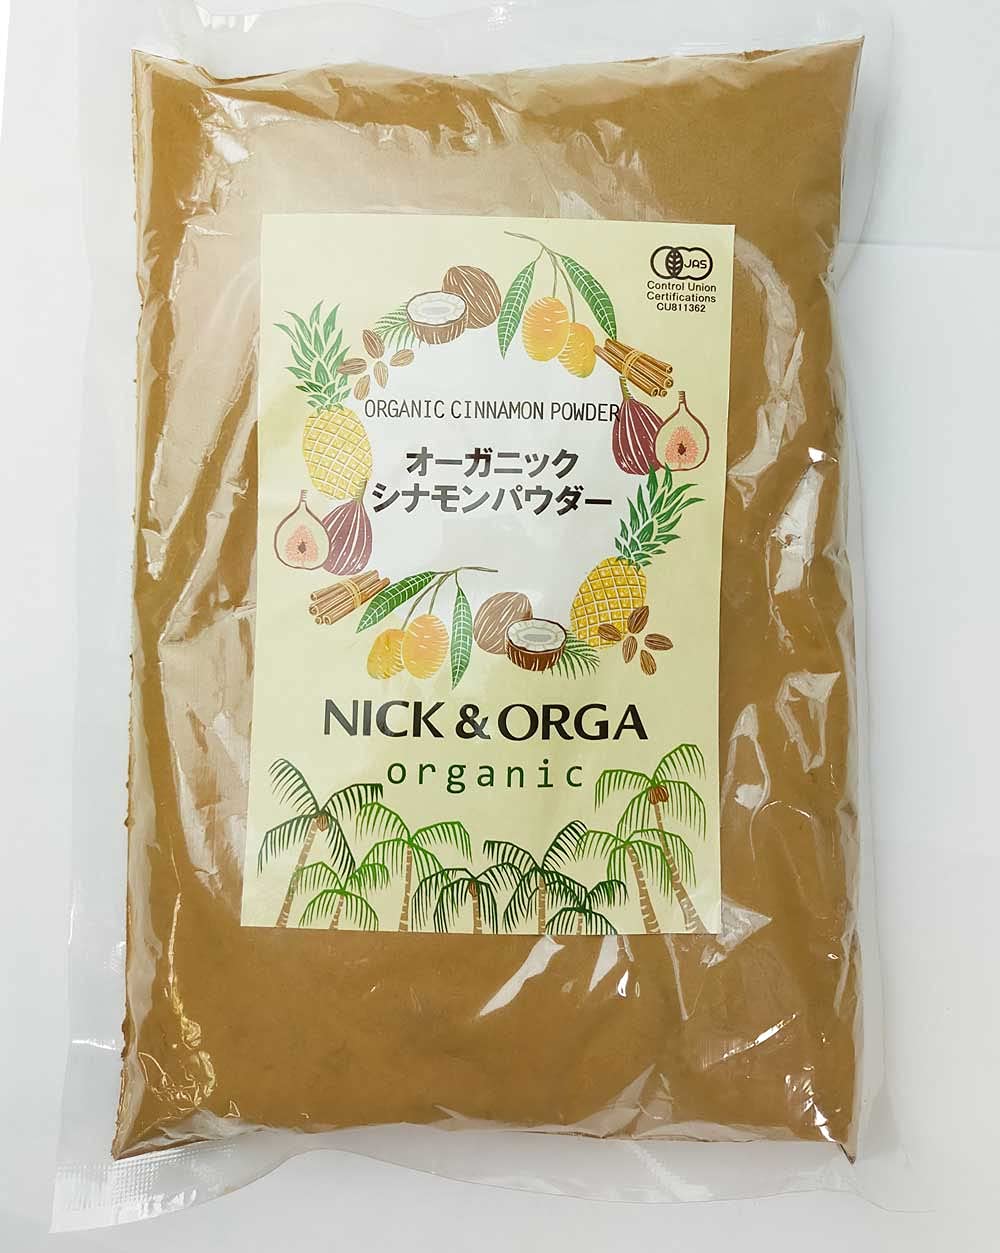 JAS
Control Union
Certifications
CU811362
ORGANIC CINNAMON POWDER
オーガニック
シナモンパウダー
NICK & ORGA
organic